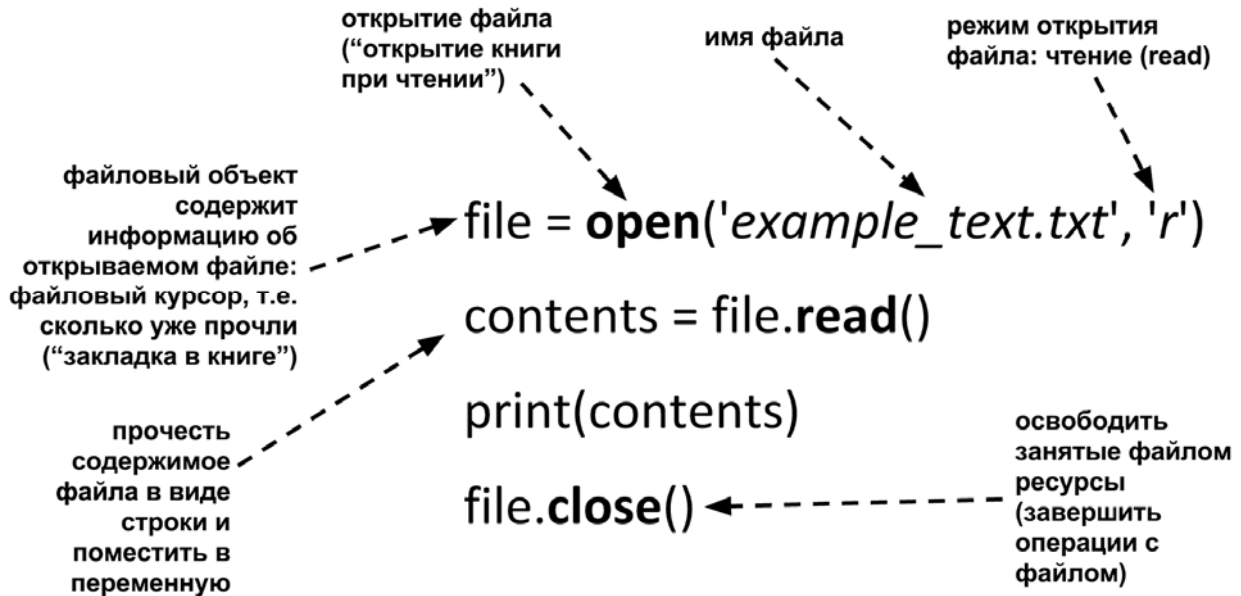 открытие файла
(“открытие книги
при чтении”)
имя файла
режим открытия
файла: чтение (read)
файловый объект
содержит
информацию об
открываемом файле:
файловый курсор, т.е.
сколько уже прочли
(“закладка в книге”)
file = open('example_text.txt', 'r')
contents = file.read()
print(contents)
file.close()
прочесть
содержимое
файла в виде
строки и
поместить в
переменную
освободить
занятые файлом
ресурсы
(завершить
операции с
файлом)